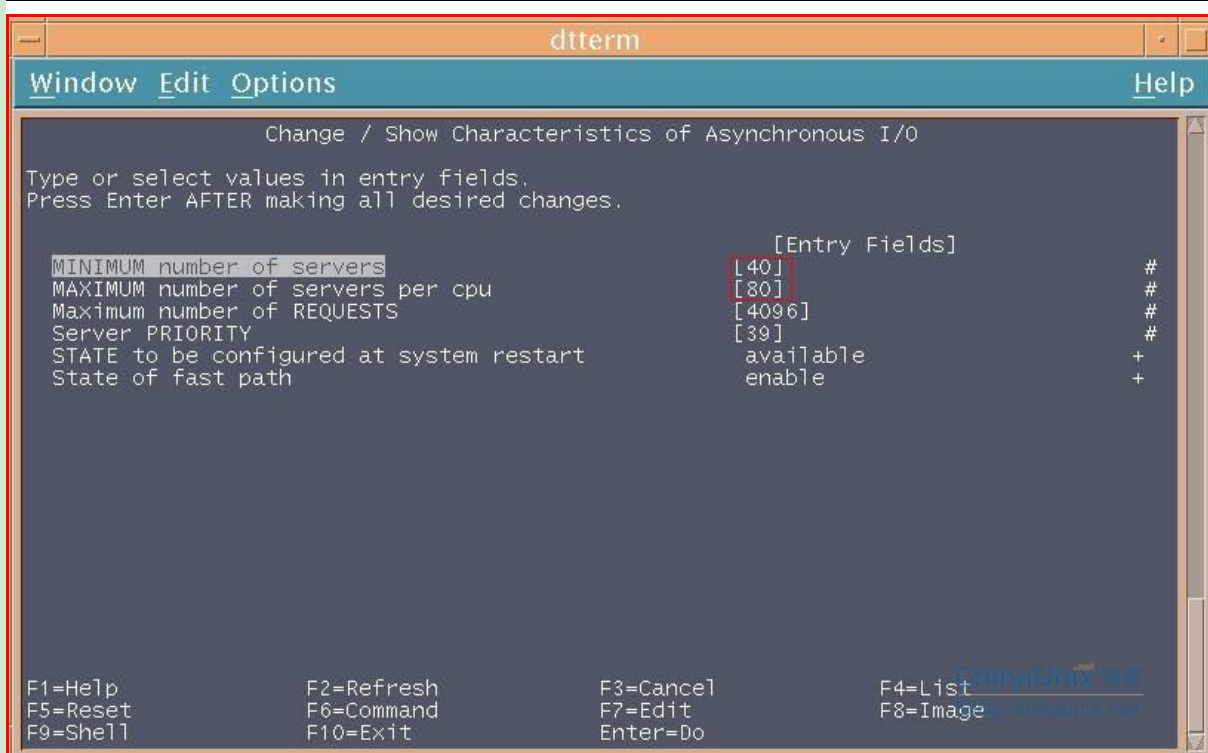 dtterm
Window Edit Options Help
Change / Show Characteristics of Asynchronous I/O
Type or select values in entry fields.
Press Enter AFTER making all desired changes.
[Entry Fields]
MINIMUM number of servers [40] #
MAXIMUM number of servers per cpu [80] #
Maximum number of REQUESTS [4096] #
Server PRIORITY [39] #
STATE to be configured at system restart available +
State of fast path enable +
F1=Help F2=Refresh F3=Cancel F4=List
F5=Reset F6=Command F7=Edit F8=Image
F9=Shell F10=Exit Enter=Do